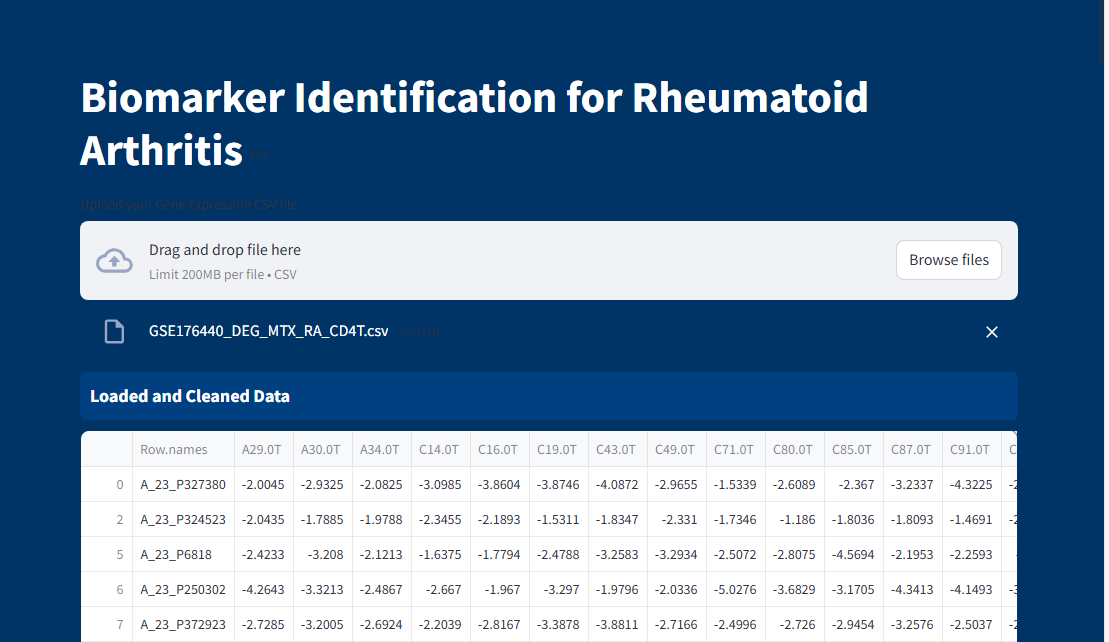 Biomarker Identification for Rheumatoid
Arthritis
Upload your Gene Expression CSV file
Drag and drop file here
Limit 200MB per file • CSV
Browse files
GSE176440_DEG_MTX_RA_CD4T.csv
Loaded and Cleaned Data
Row.names A29.0T A30.0T A34.0T C14.0T C16.0T C19.0T C43.0T C49.0T C71.0T C80.0T C85.0T C87.0T C91.0T
0 A_23_P327380 -2.0045 -2.9325 -2.0825 -3.0985 -3.8604 -3.8746 -4.0872 -2.9655 -1.5339 -2.6089 -2.367 -3.2337 -4.3225
2 A_23_P324523 -2.0435 -1.7885 -1.9788 -2.3455 -2.1893 -1.5311 -1.8347 -2.331 -1.7346 -1.186 -1.8036 -1.8093 -1.4691
5 A_23_P6818 -2.4233 -3.208 -2.1213 -1.6375 -1.7794 -2.4788 -3.2583 -3.2934 -2.5072 -2.8075 -4.5694 -2.1953 -2.2593
6 A_23_P250302 -4.2643 -3.3213 -2.4867 -2.667 -1.967 -3.297 -1.9796 -2.0336 -5.0276 -3.6829 -3.1705 -4.3413 -4.1493
7 A_23_P372923 -2.7285 -3.2005 -2.6924 -2.2039 -2.8167 -3.3878 -3.8811 -2.7166 -2.4996 -2.726 -2.9454 -3.2576 -2.5037